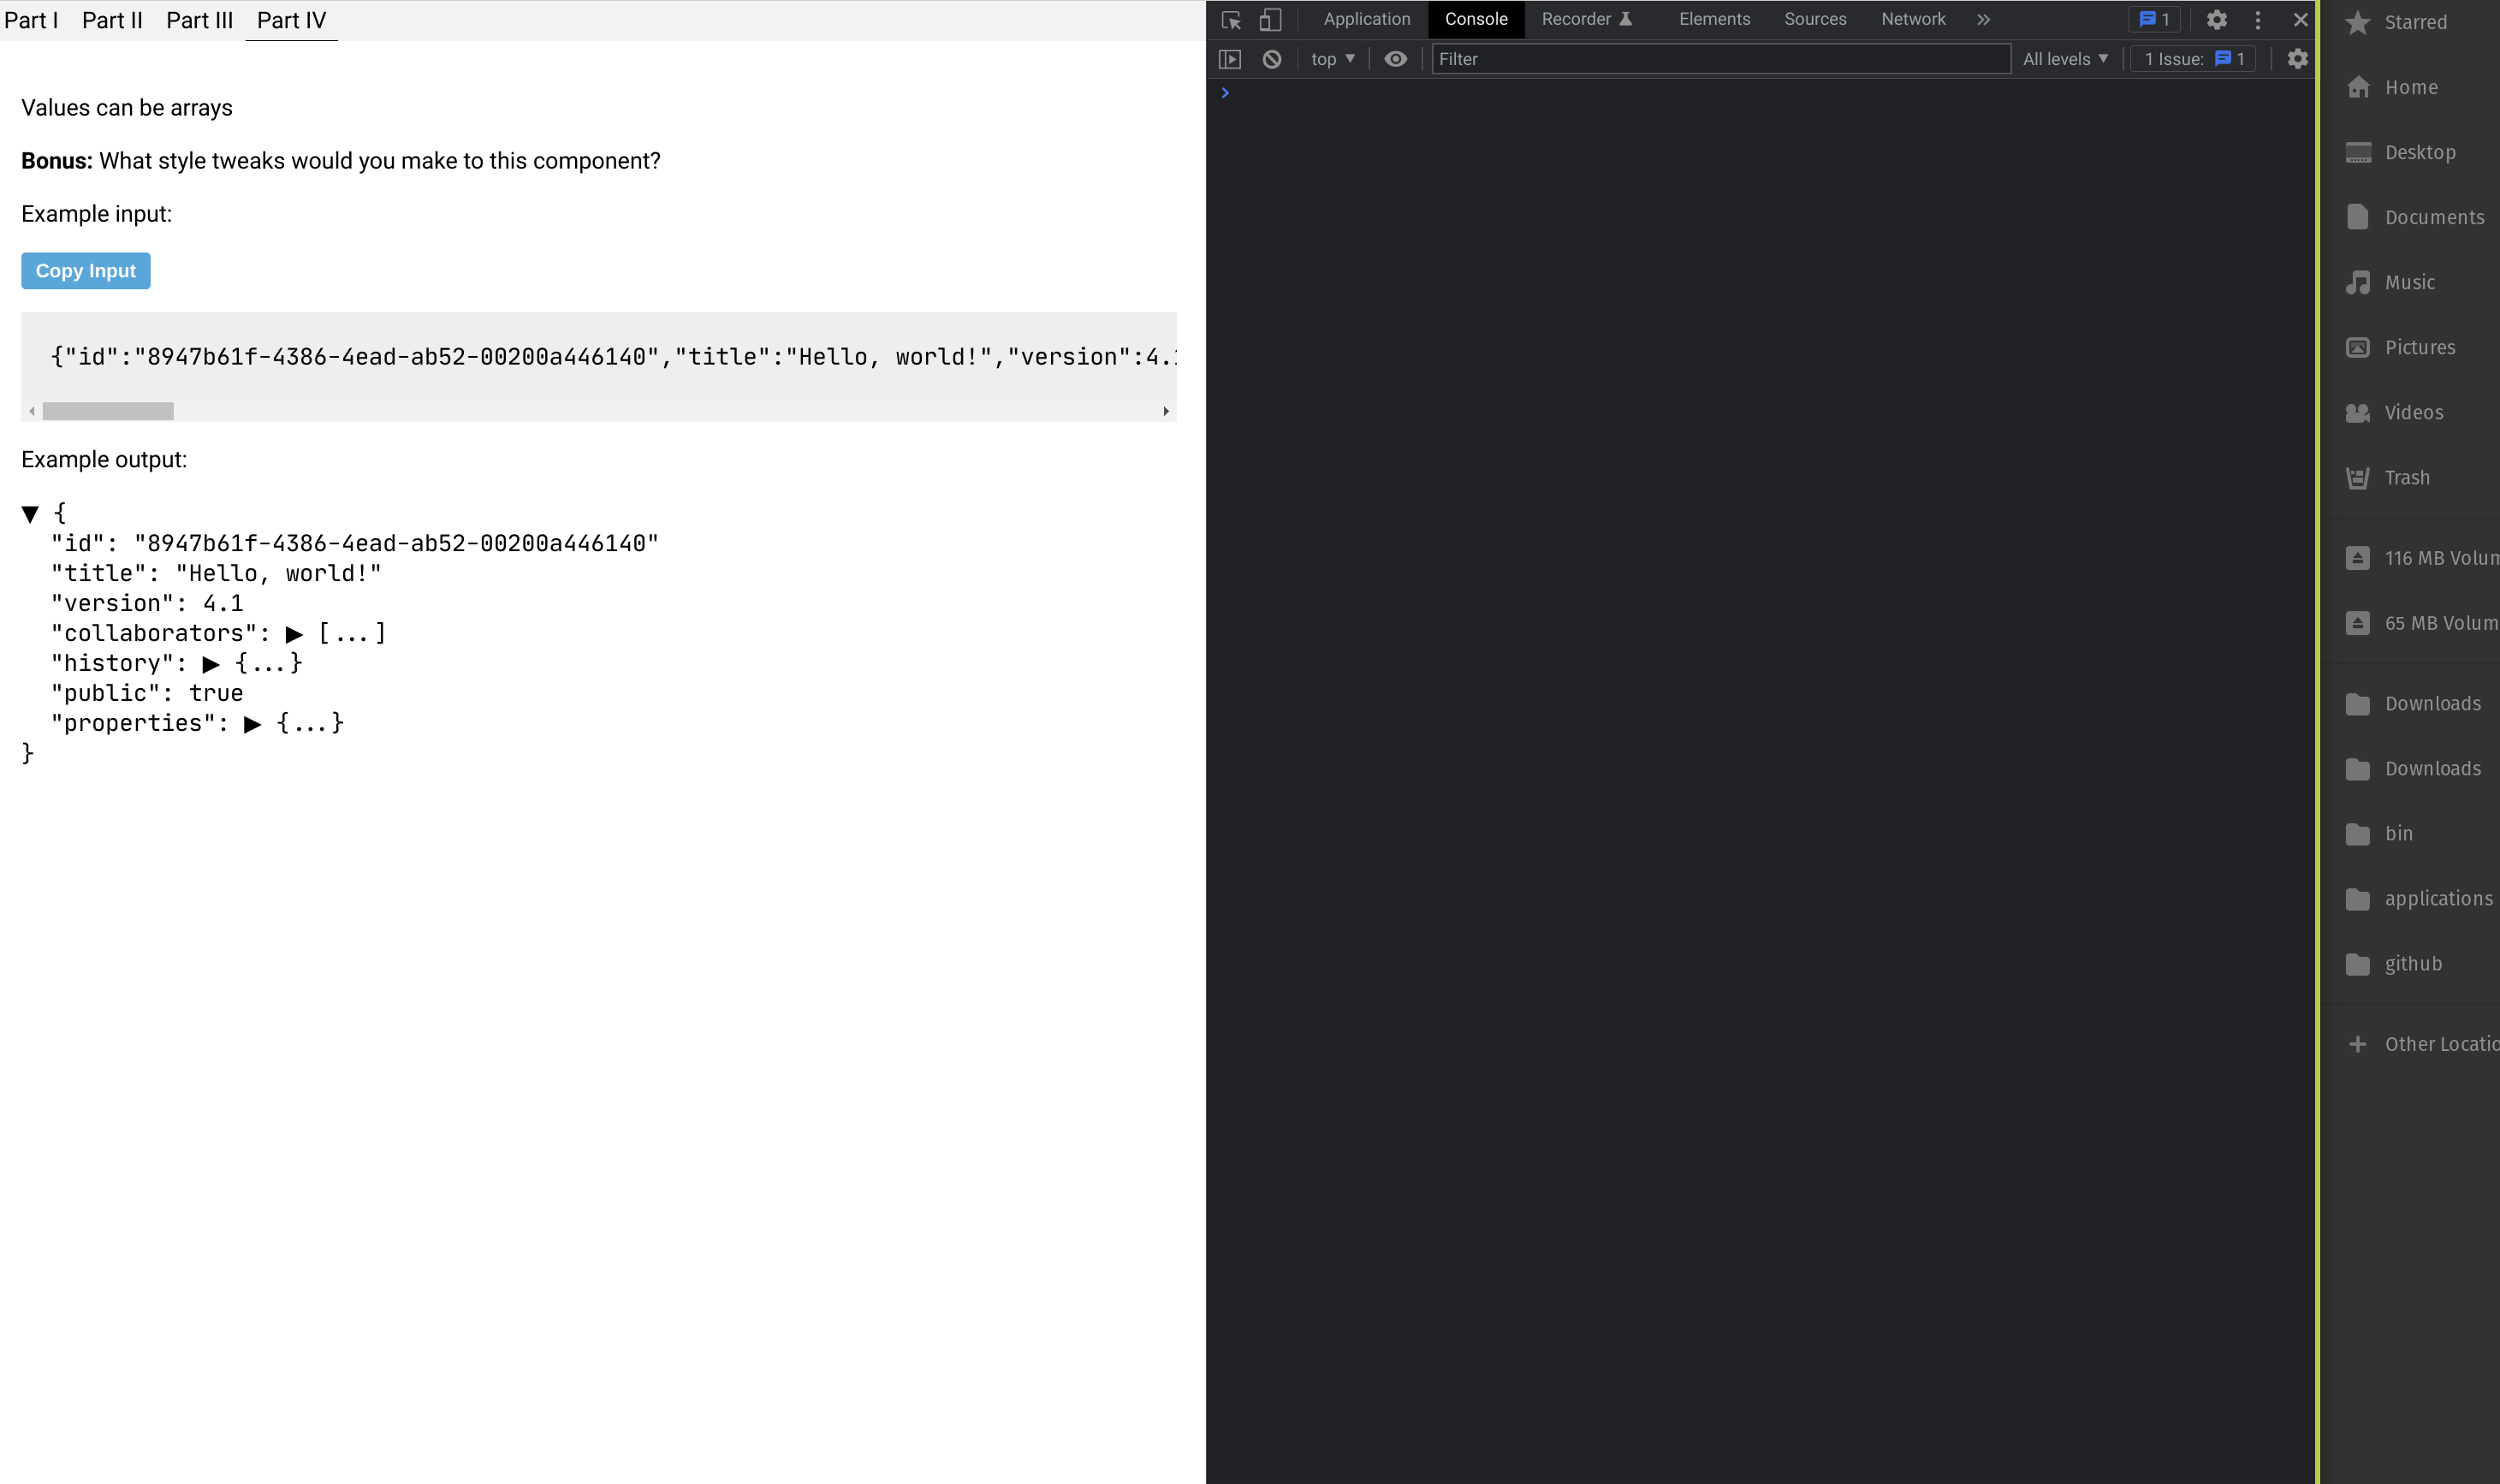 Part I Part II Part III Part IV
Values can be arrays
Bonus: What style tweaks would you make to this component?
Example input:
Copy Input
{"id":"8947b61f-4386-4ead-ab52-00200a446140","title":"Hello, world!","version":4.1
Example output:
▼ {
"id": "8947b61f-4386-4ead-ab52-00200a446140"
"title": "Hello, world!"
"version": 4.1
"collaborators": ▶ [...]
"history": ▶ {...}
"public": true
"properties": ▶ {...}
}
Application Console Recorder Elements Sources Network » 1
top ▼ Filter All levels ▼ 1 Issue: 1
>
Starred
Home
Desktop
Documents
Music
Pictures
Videos
Trash
116 MB Volum
65 MB Volum
Downloads
Downloads
bin
applications
github
+ Other Locatio